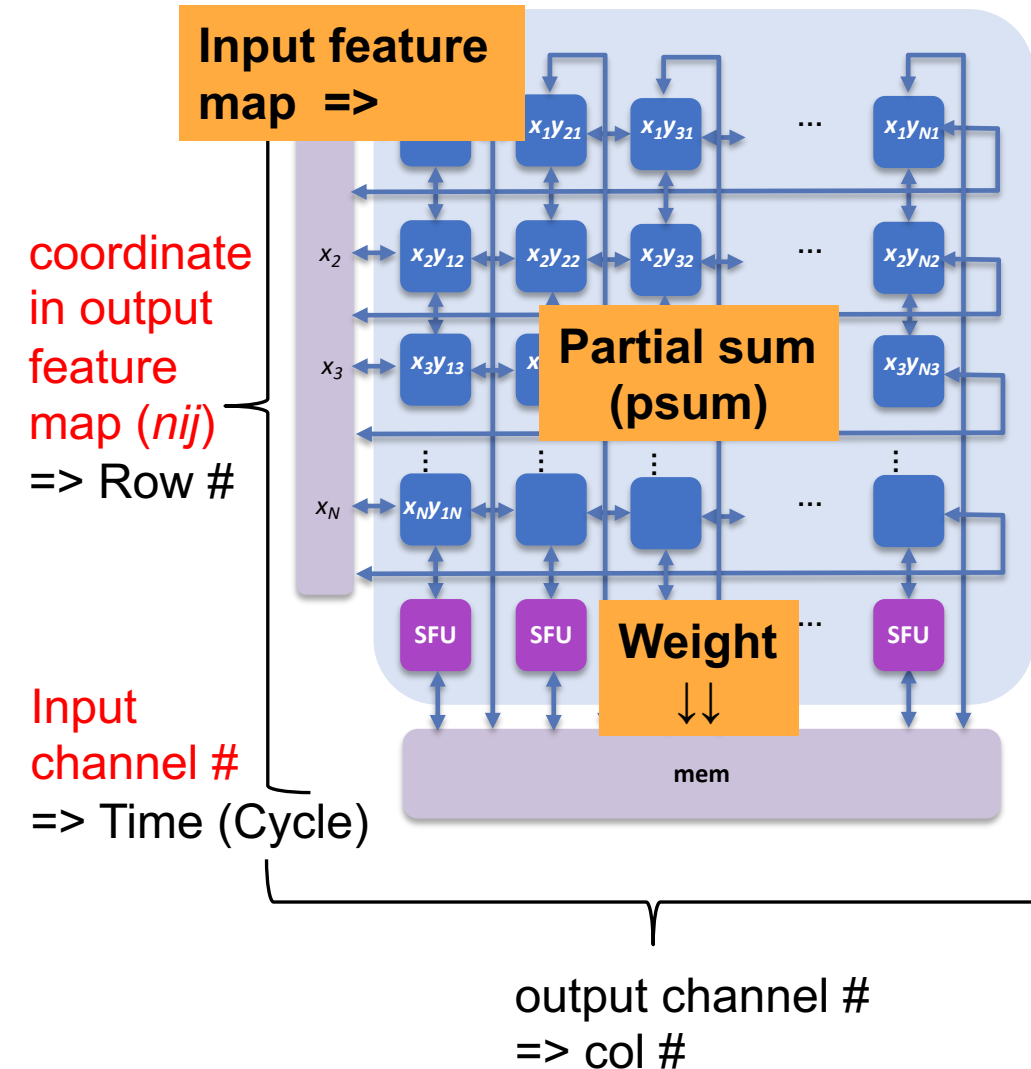 Input feature
map =>
x₁y₂₁
x₁y₃₁
...
x₁yₙ₁
coordinate
in output
feature
map (nij)
=> Row #
x₂
x₂y₁₂
x₂y₂₂
x₂y₃₂
...
x₂yₙ₂
x₃
x₃y₁₃
x
Partial sum
(psum)
x₃yₙ₃
xₙ
xₙy₁ₙ
...
SFU
SFU
Weight
↓↓
...
SFU
Input
channel #
=> Time (Cycle)
mem
output channel #
=> col #